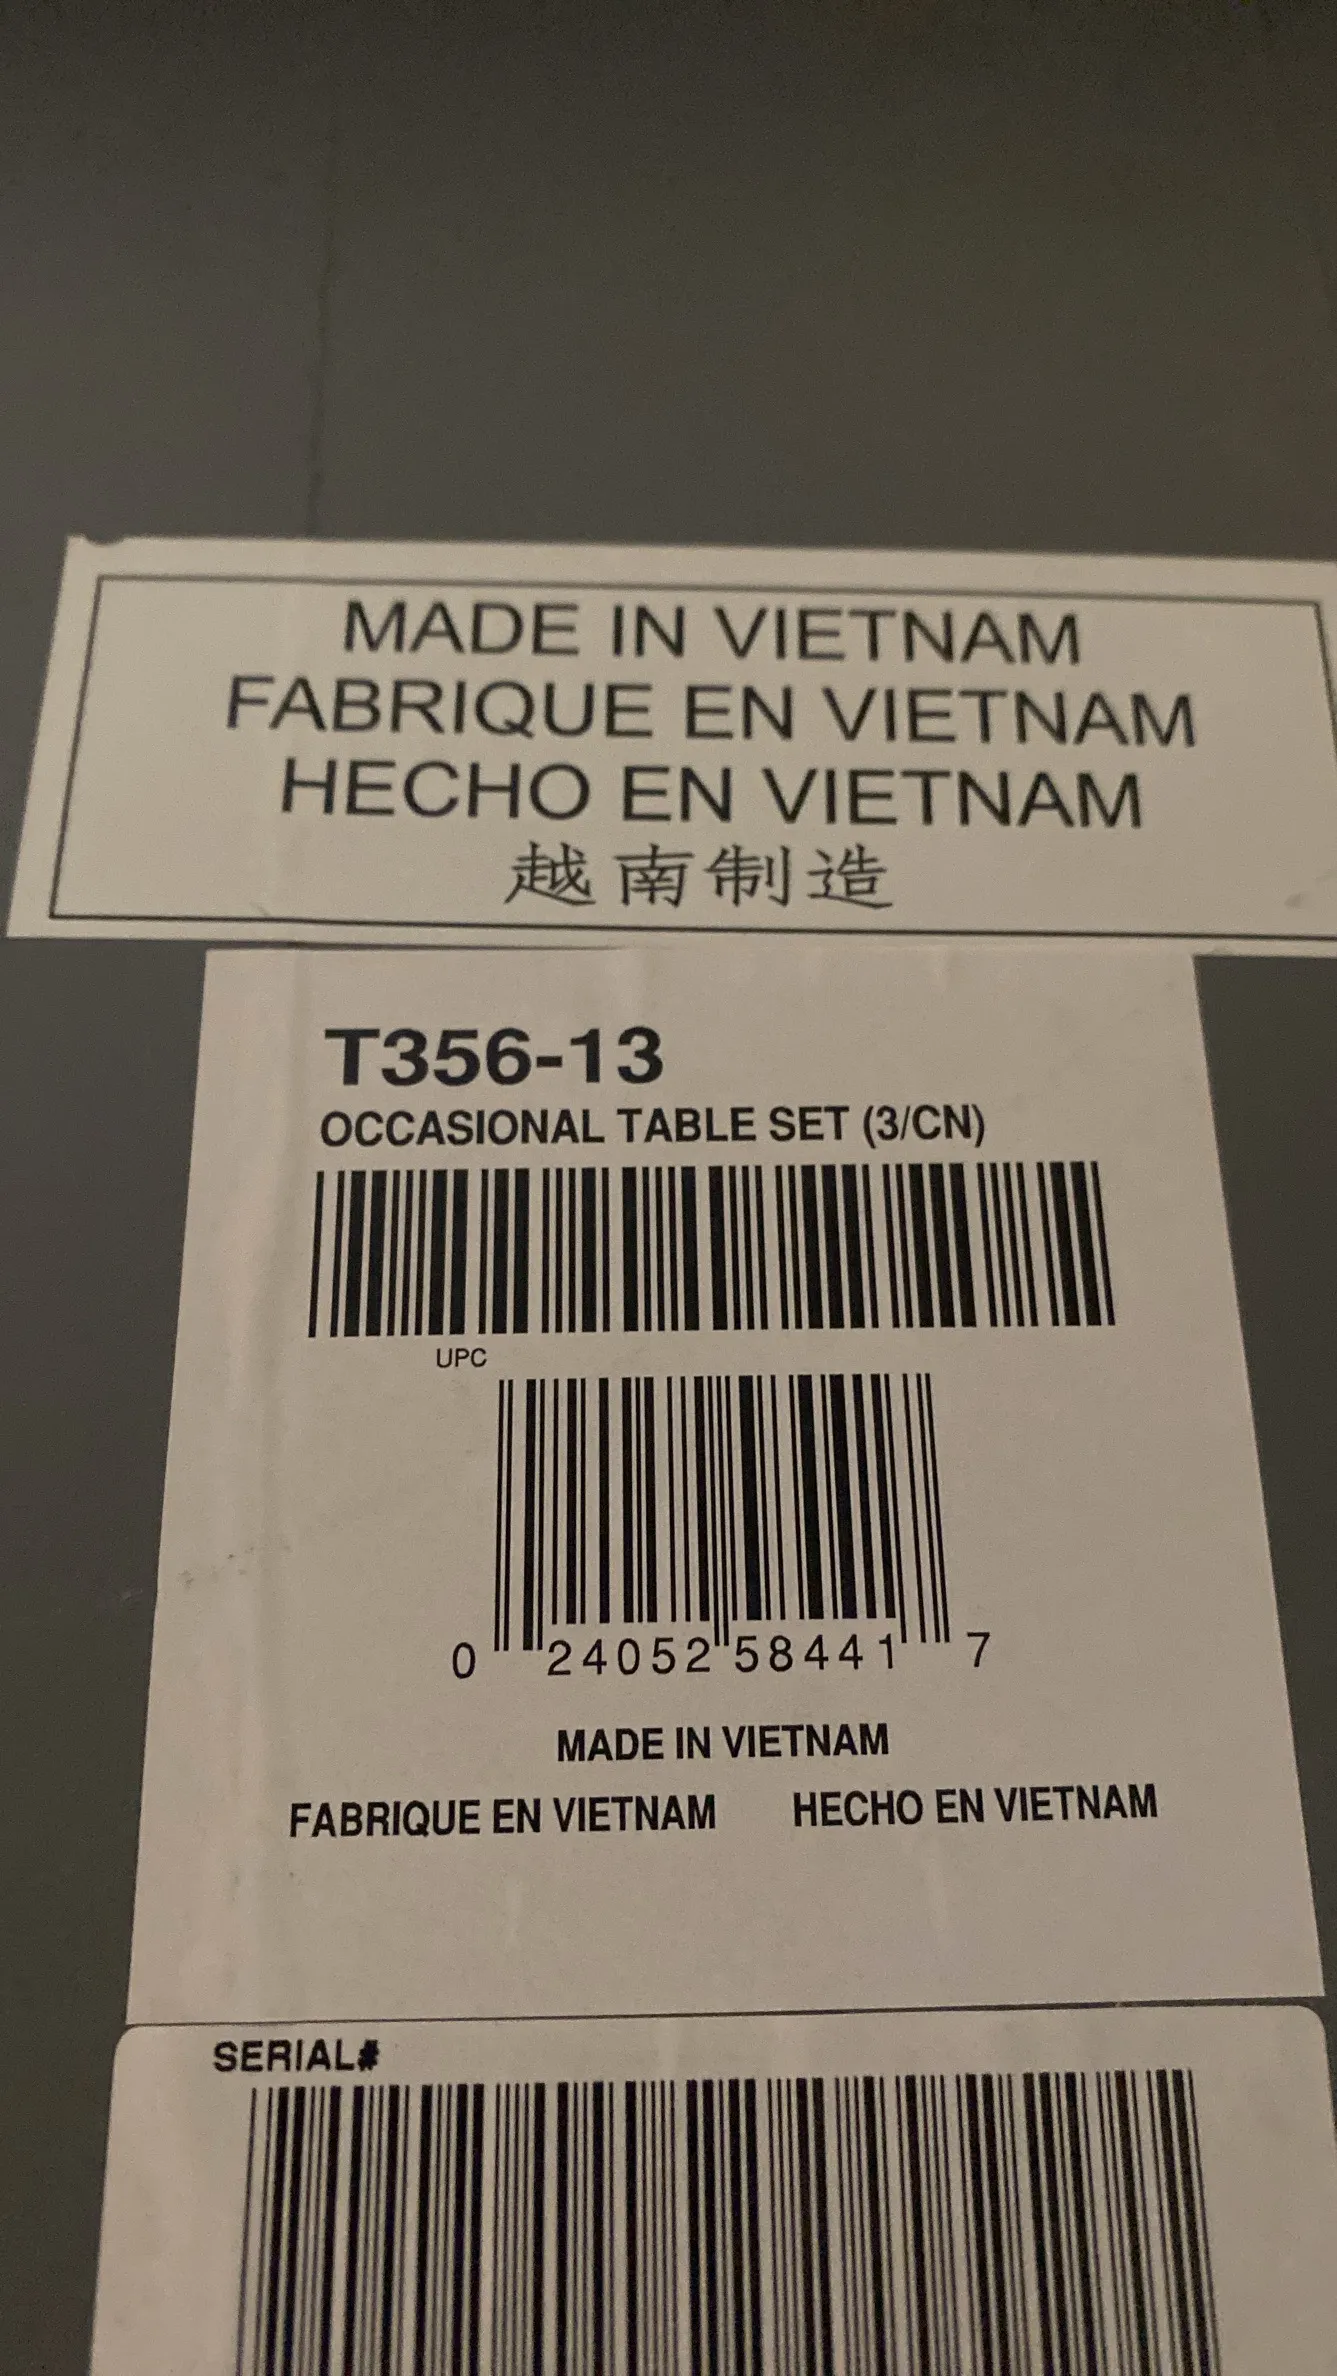 MADE IN VIETNAM
FABRIQUE EN VIETNAM
HECHO EN VIETNAM
越南制造
T356-13
OCCASIONAL TABLE SET (3/CN)
UPC
0 24052 58441 7
MADE IN VIETNAM
FABRIQUE EN VIETNAM HECHO EN VIETNAM
SERIAL#